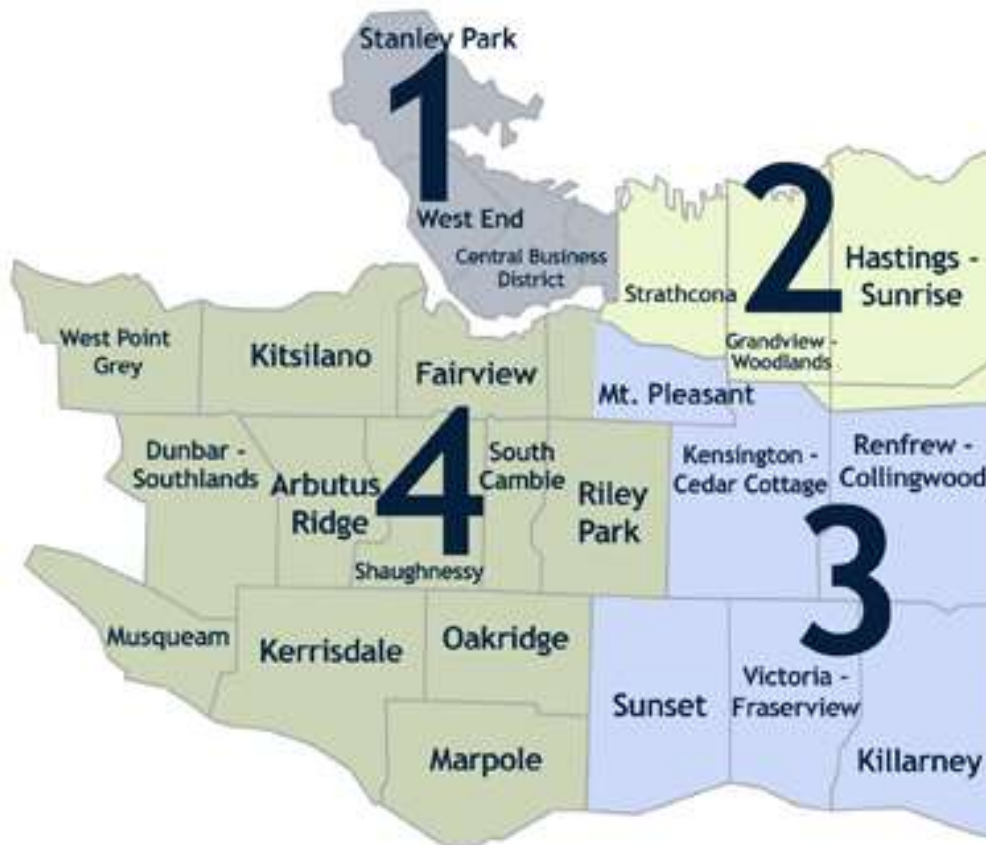 Stanley Park
1
West End
Central Business
District
2
Strathcona
Hastings -
Sunrise
Grandview -
Woodlands
West Point
Grey
Kitsilano
Fairview
Mt. Pleasant
Dunbar -
Southlands
Arbutus
Ridge
4
South
Cambie
Riley
Park
Shaughnessy
Kensington -
Cedar Cottage
Renfrew -
Collingwood
3
Musqueam
Kerrisdale
Oakridge
Marpole
Sunset
Victoria -
Fraserview
Killarney